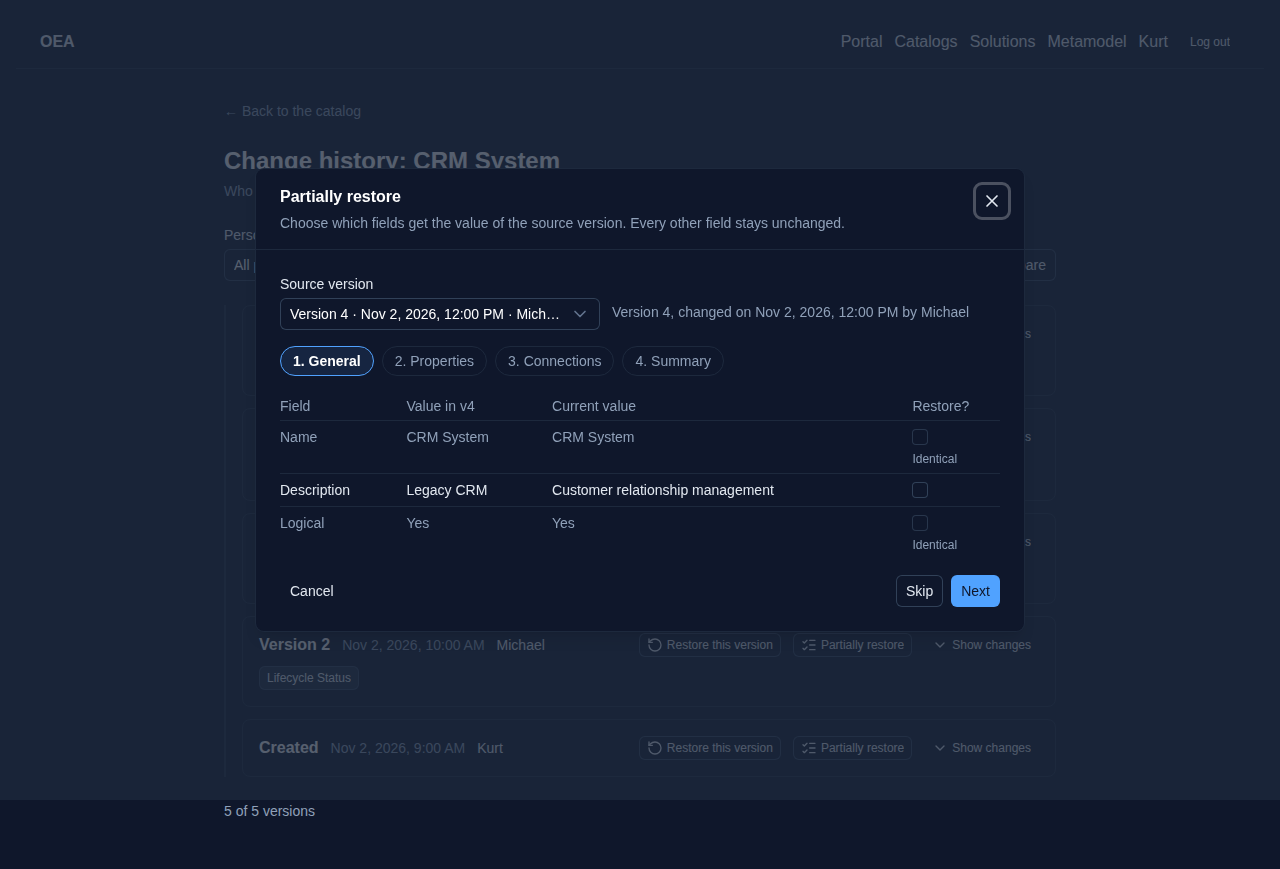 OEA
Portal Catalogs Solutions Metamodel Kurt Log out
← Back to the catalog
Change history: CRM System
Who
Partially restore
Choose which fields get the value of the source version. Every other field stays unchanged.
All
Source version
Version 4 · Nov 2, 2026, 12:00 PM · Mich…
Version 4, changed on Nov 2, 2026, 12:00 PM by Michael
1. General 2. Properties 3. Connections 4. Summary
Field Value in v4 Current value Restore?
Name CRM System CRM System
Identical
Description Legacy CRM Customer relationship management
Logical Yes Yes
Identical
Cancel Skip Next
Version 2 Nov 2, 2026, 10:00 AM Michael Restore this version Partially restore Show changes
Lifecycle Status
Created Nov 2, 2026, 9:00 AM Kurt Restore this version Partially restore Show changes
5 of 5 versions